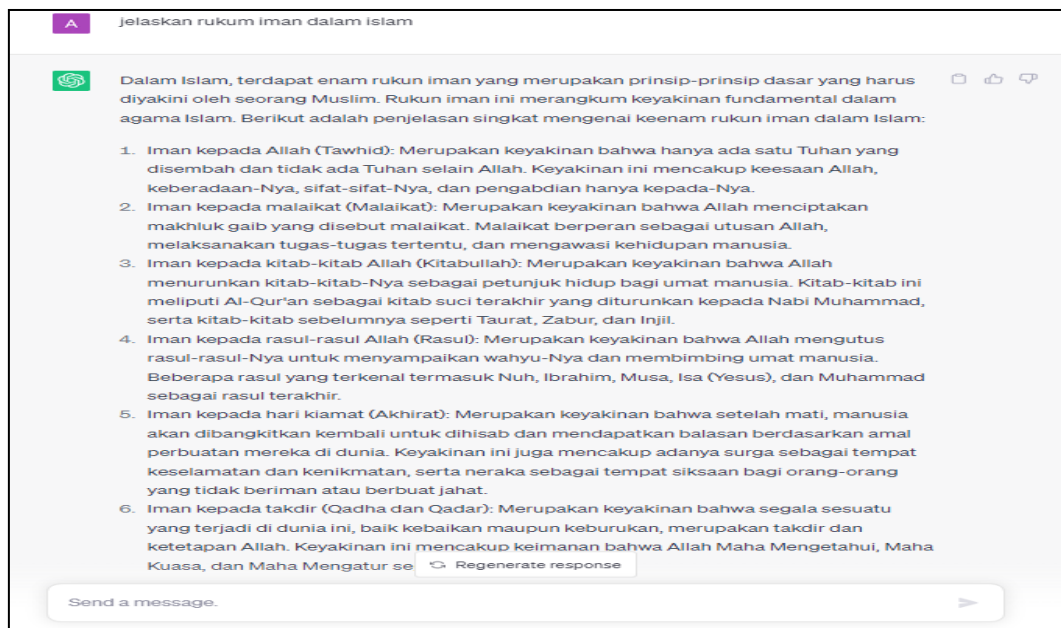 A
jelaskan rukum iman dalam islam
Dalam Islam, terdapat enam rukun iman yang merupakan prinsip-prinsip dasar yang harus
diyakini oleh seorang Muslim. Rukun iman ini merangkum keyakinan fundamental dalam
agama Islam. Berikut adalah penjelasan singkat mengenai keenam rukun iman dalam Islam:
1. Iman kepada Allah (Tawhid): Merupakan keyakinan bahwa hanya ada satu Tuhan yang
disembah dan tidak ada Tuhan selain Allah. Keyakinan ini mencakup keesaan Allah,
keberadaan-Nya, sifat-sifat-Nya, dan pengabdian hanya kepada-Nya.
2. Iman kepada malaikat (Malaikat): Merupakan keyakinan bahwa Allah menciptakan
makhluk gaib yang disebut malaikat. Malaikat berperan sebagai utusan Allah,
melaksanakan tugas-tugas tertentu, dan mengawasi kehidupan manusia.
3. Iman kepada kitab-kitab Allah (Kitabullah): Merupakan keyakinan bahwa Allah
menurunkan kitab-kitab-Nya sebagai petunjuk hidup bagi umat manusia. Kitab-kitab ini
meliputi Al-Qur'an sebagai kitab suci terakhir yang diturunkan kepada Nabi Muhammad,
serta kitab-kitab sebelumnya seperti Taurat, Zabur, dan Injil.
4. Iman kepada rasul-rasul Allah (Rasul): Merupakan keyakinan bahwa Allah mengutus
rasul-rasul-Nya untuk menyampaikan wahyu-Nya dan membimbing umat manusia.
Beberapa rasul yang terkenal termasuk Nuh, Ibrahim, Musa, Isa (Yesus), dan Muhammad
sebagai rasul terakhir.
5. Iman kepada hari kiamat (Akhirat): Merupakan keyakinan bahwa setelah mati, manusia
akan dibangkitkan kembali untuk dihisab dan mendapatkan balasan berdasarkan amal
perbuatan mereka di dunia. Keyakinan ini juga mencakup adanya surga sebagai tempat
keselamatan dan kenikmatan, serta neraka sebagai tempat siksaan bagi orang-orang
yang tidak beriman atau berbuat jahat.
6. Iman kepada takdir (Qadha dan Qadar): Merupakan keyakinan bahwa segala sesuatu
yang terjadi di dunia ini, baik kebaikan maupun keburukan, merupakan takdir dan
ketetapan Allah. Keyakinan ini mencakup keimanan bahwa Allah Maha Mengetahui, Maha
Kuasa, dan Maha Mengatur se
Regenerate response
Send a message.